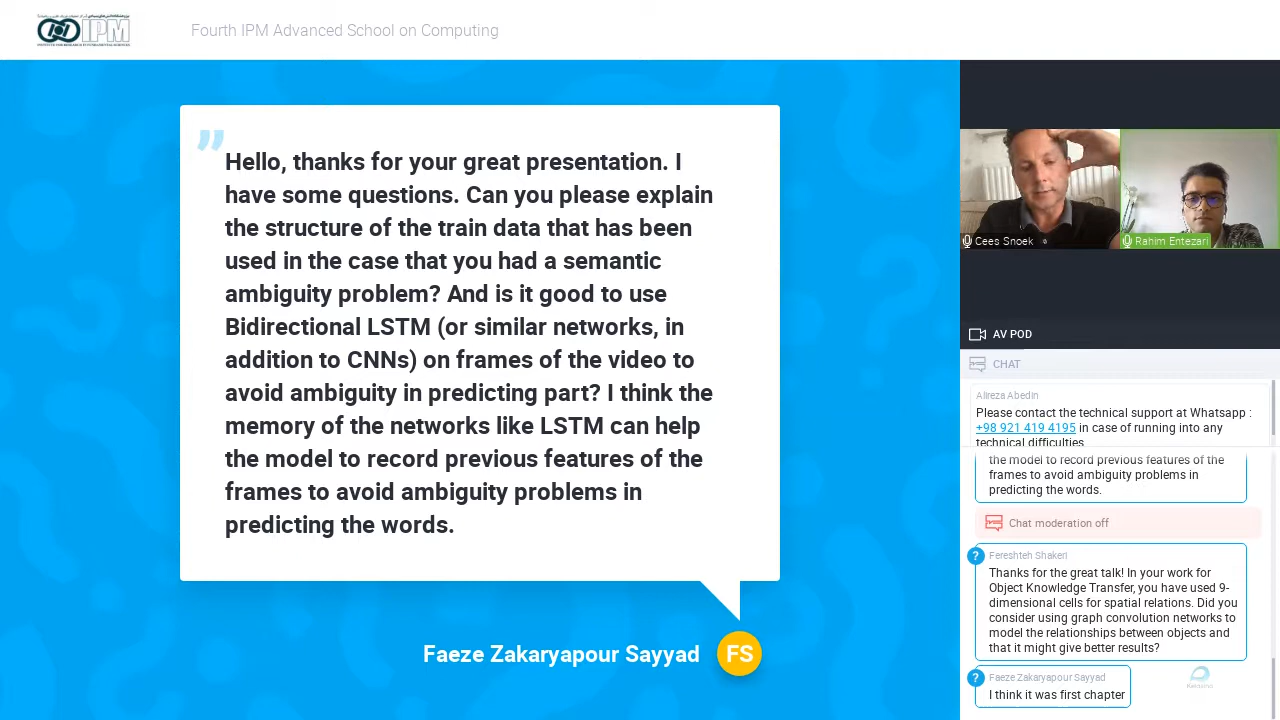 IPM
Fourth IPM Advanced School on Computing
Hello, thanks for your great presentation. I
have some questions. Can you please explain
the structure of the train data that has been
used in the case that you had a semantic
ambiguity problem? And is it good to use
Bidirectional LSTM (or similar networks, in
addition to CNNs) on frames of the video to
avoid ambiguity in predicting part? I think the
memory of the networks like LSTM can help
the model to record previous features of the
frames to avoid ambiguity problems in
predicting the words.
Faeze Zakaryapour Sayyad
FS
Cees Snoek
Rahim Entezari
AV POD
CHAT
Alireza Abedin
Please contact the technical support at Whatsapp :
+98 921 419 4195 in case of running into any
technical difficulties
the model to record previous features of the
frames to avoid ambiguity problems in
predicting the words.
Chat moderation off
?
Fereshteh Shakeri
Thanks for the great talk! In your work for
Object Knowledge Transfer, you have used 9-
dimensional cells for spatial relations. Did you
consider using graph convolution networks to
model the relationships between objects and
that it might give better results?
?
Faeze Zakaryapour Sayyad
I think it was first chapter